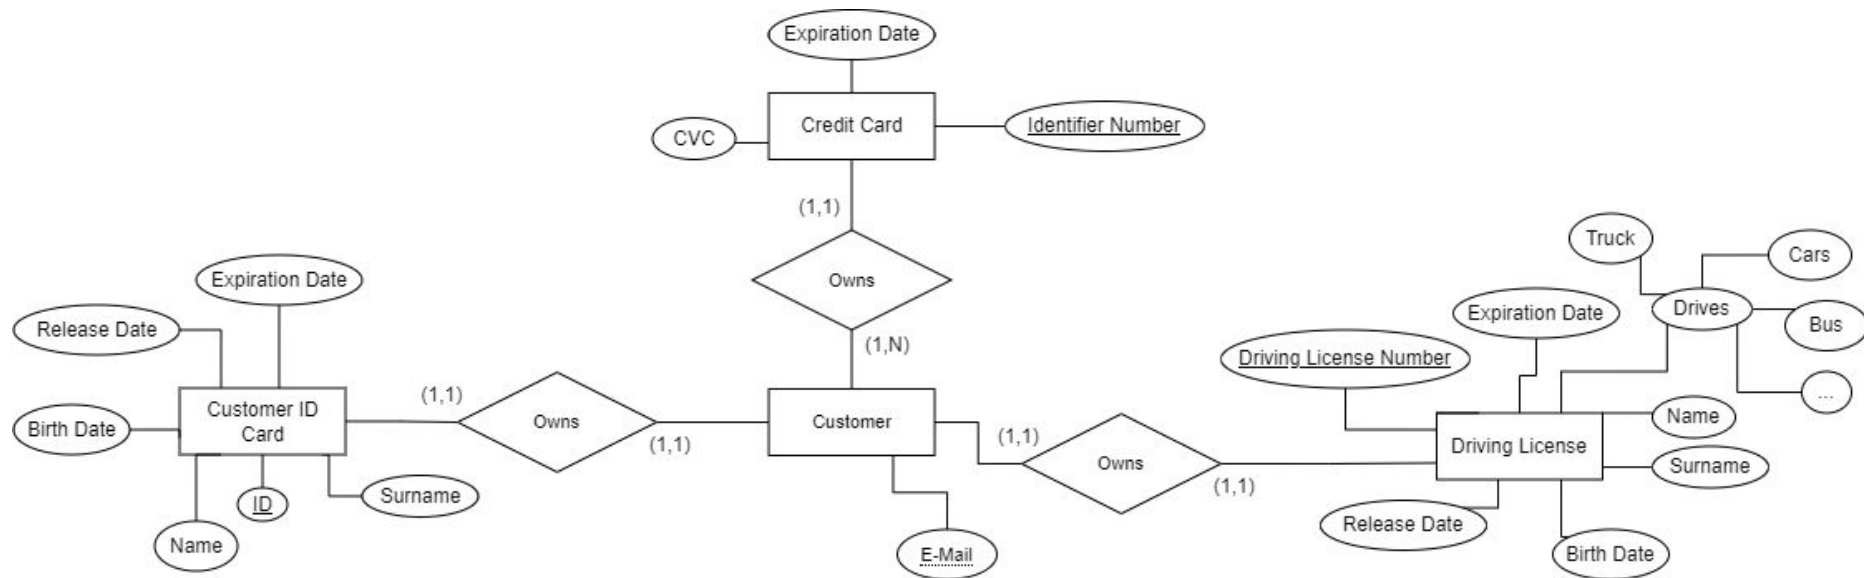 Expiration Date
Credit Card
CVC
Identifier Number
(1,1)
Owns
(1,N)
Expiration Date
Release Date
Customer ID
Card
Birth Date
ID
Surname
Name
(1,1)
Owns
(1,1)
Customer
E-Mail
(1,1)
Owns
(1,1)
Driving License Number
Expiration Date
Truck
Cars
Drives
Bus
...
Name
Driving License
Surname
Release Date
Birth Date